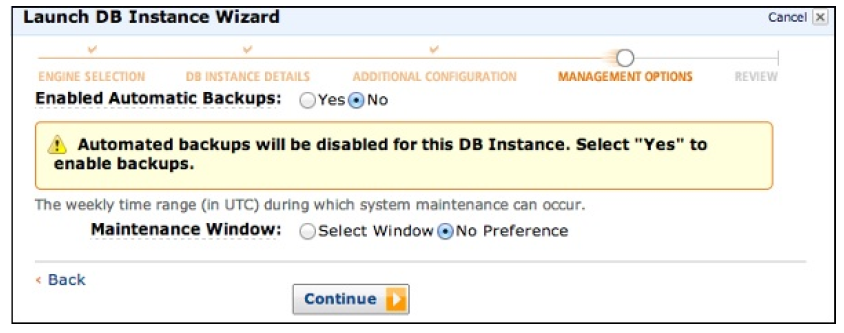 Launch DB Instance Wizard
Cancel
ENGINE SELECTION DB INSTANCE DETAILS ADDITIONAL CONFIGURATION MANAGEMENT OPTIONS REVIEW
Enabled Automatic Backups: Yes No
Automated backups will be disabled for this DB Instance. Select "Yes" to
enable backups.
The weekly time range (in UTC) during which system maintenance can occur.
Maintenance Window: Select Window No Preference
< Back
Continue